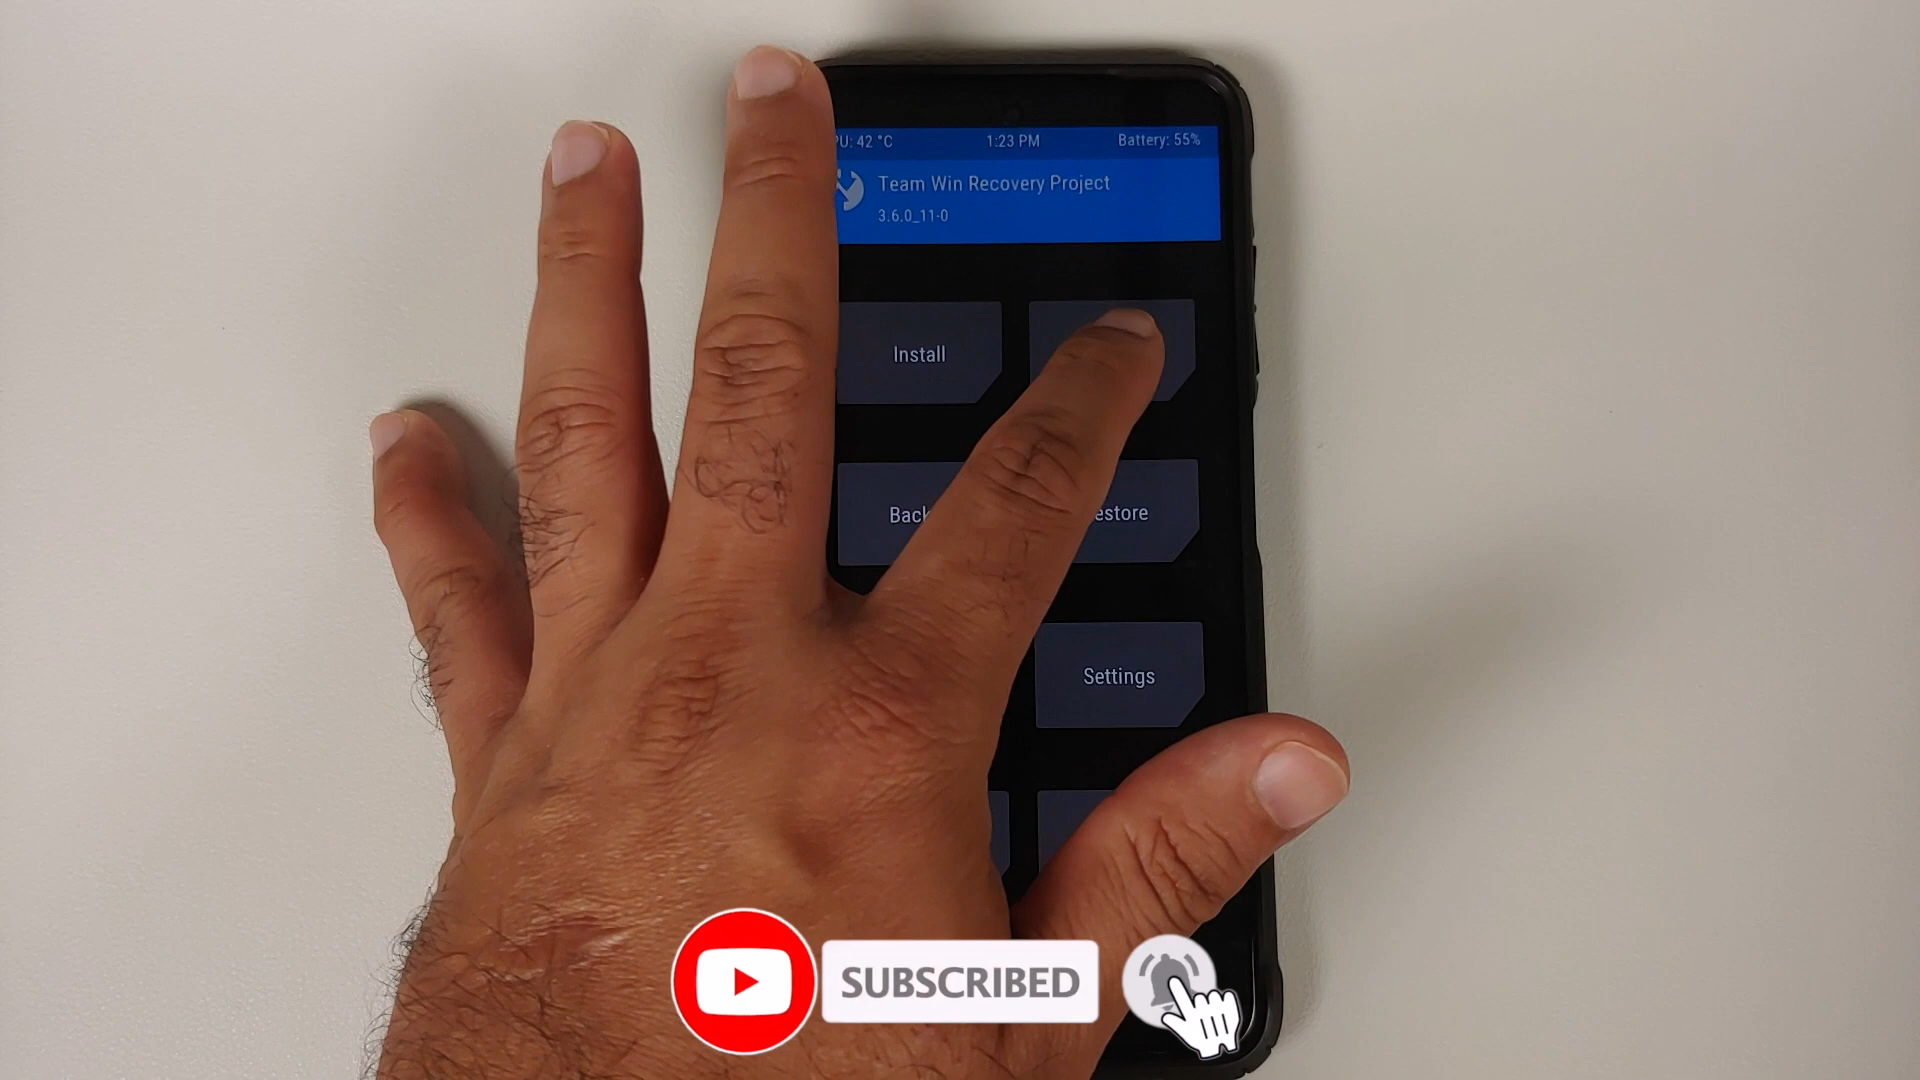 PU: 42 °C 1:23 PM Battery: 55%
Team Win Recovery Project
3.6.0_11-0
Install
Back estore
Settings
SUBSCRIBED